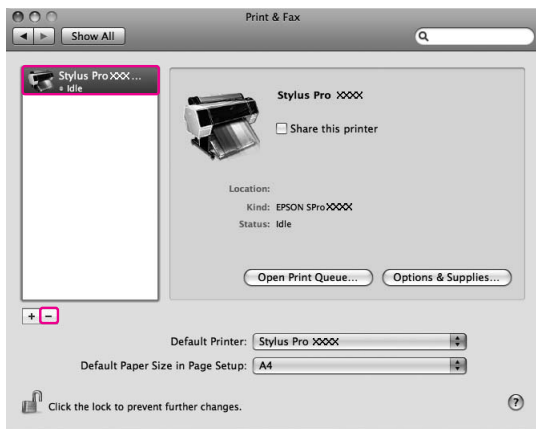 Print & Fax
Show All
Stylus Pro XXX...
Idle
Stylus Pro XXXX
Share this printer
Location:
Kind: EPSON SPro XXXX
Status: Idle
Open Print Queue... Options & Supplies...
+ −
Default Printer: Stylus Pro XXXX
Default Paper Size in Page Setup: A4
Click the lock to prevent further changes. ?